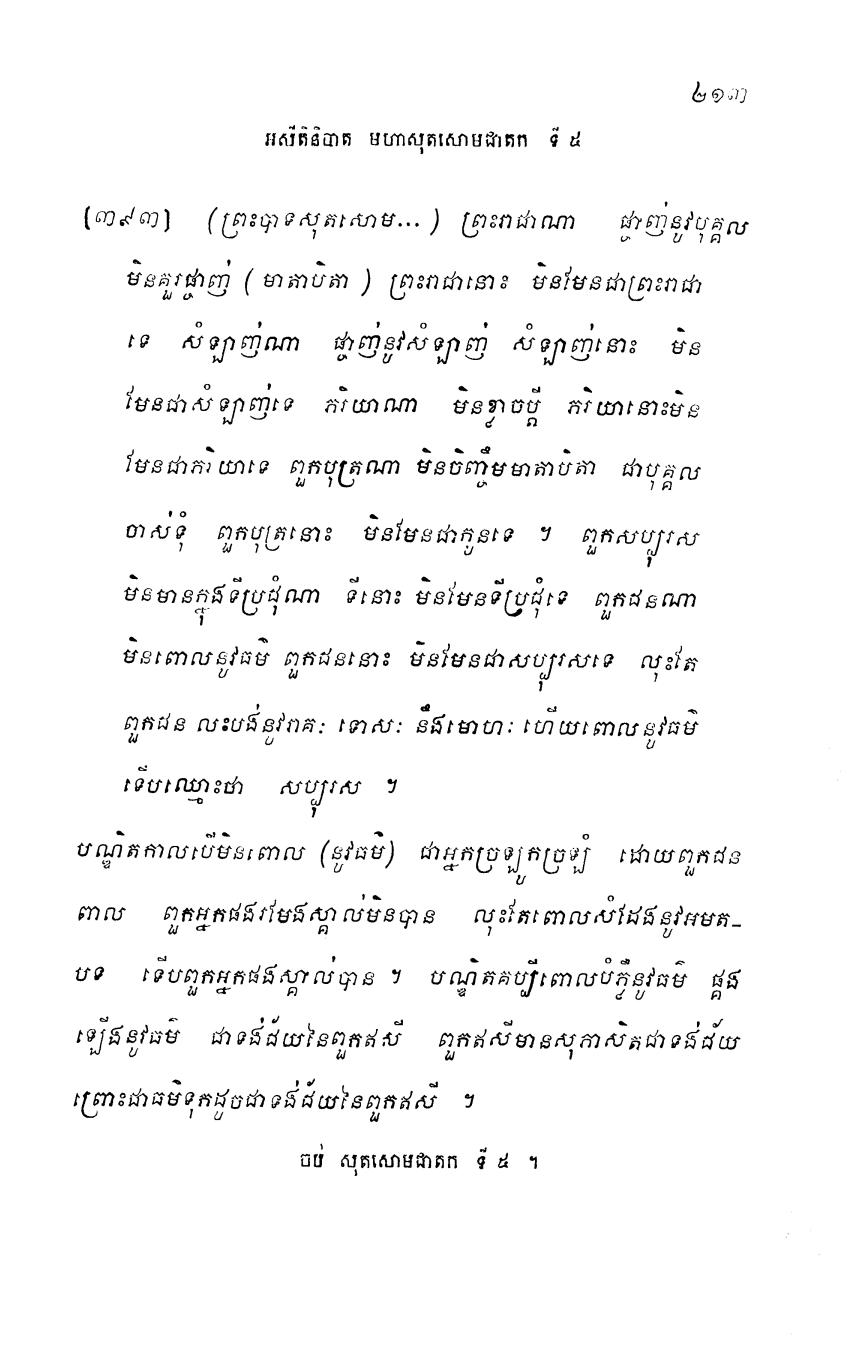 ២១៣
អសីតិនិបាត មហាសុតសោមជាតក ទី ៥
[៣៩៣] (ព្រះបាទសុតសោម...) ព្រះរាជាណា ផ្ចាញ់នូវបុគ្គល
មិនគួរផ្ចាញ់ (មាតាបិតា) ព្រះរាជានោះ មិនមែនជាព្រះរាជា
ទេ សំឡាញ់ណា ផ្ចាញ់នូវសំឡាញ់ សំឡាញ់នោះ មិន
មែនជាសំឡាញ់ទេ ភរិយាណា មិនខ្លាចប្តី ភរិយានោះមិន
មែនជាភរិយាទេ ពួកបុត្រណា មិនចិញ្ចឹមមាតាបិតា ជាបុគ្គល
ចាស់ទុំ ពួកបុត្រនោះ មិនមែនជាកូនទេ ។ ពួកសប្បុរស
មិនមានក្នុងទីប្រជុំណា ទីនោះ មិនមែនទីប្រជុំទេ ពួកជនណា
មិនពោលនូវធម៌ ពួកជននោះ មិនមែនជាសប្បុរសទេ លុះតែ
ពួកជន លះបង់នូវរាគៈ ទោសៈ នឹងមោហៈ ហើយពោលនូវធម៌
ទើបឈ្មោះថា សប្បុរស ។
បណ្ឌិតកាលបើមិនពោល (នូវធម៌) ជាអ្នកច្រឡូកច្រឡំ ដោយពួកជន
ពាល ពួកអ្នកផងរមែងស្គាល់មិនបាន លុះតែពោលសំដែងនូវអមត-
បទ ទើបពួកអ្នកផងស្គាល់បាន ។ បណ្ឌិតគប្បីពោលបំភ្លឺនូវធម៌ ផ្គង
ឡើងនូវធម៌ ជាទង់ជ័យនៃពួកឥសី ពួកឥសីមានសុភាសិតជាទង់ជ័យ
ព្រោះជាធម៌ទុកដូចជាទង់ជ័យនៃពួកឥសី ។
ចប់ សុតសោមជាតក ទី ៥ ។